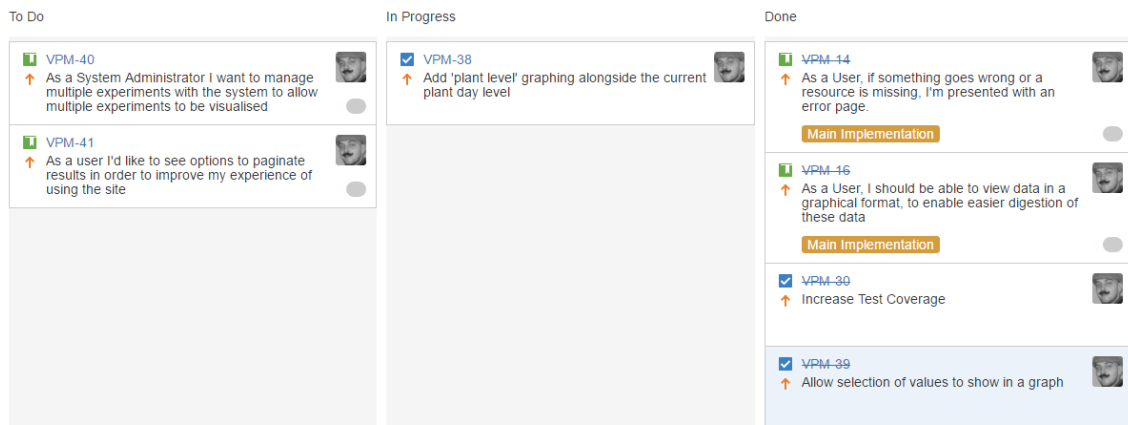 To Do
VPM-40
As a System Administrator I want to manage
multiple experiments with the system to allow
multiple experiments to be visualised
VPM-41
As a user I'd like to see options to paginate
results in order to improve my experience of
using the site
In Progress
VPM-38
Add 'plant level' graphing alongside the current
plant day level
Done
VPM-14
As a User, if something goes wrong or a
resource is missing, I'm presented with an
error page.
Main Implementation
VPM-16
As a User, I should be able to view data in a
graphical format, to enable easier digestion of
these data
Main Implementation
VPM-30
Increase Test Coverage
VPM-39
Allow selection of values to show in a graph